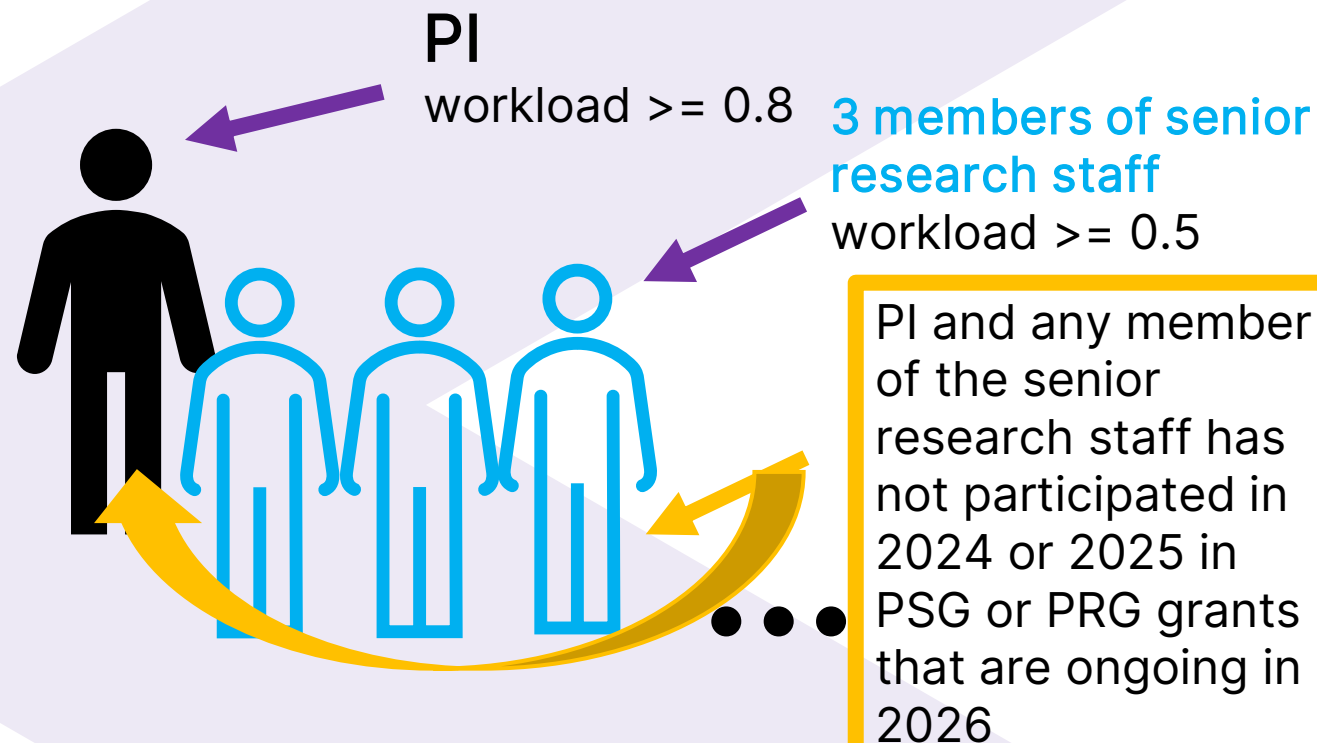 PI
workload >= 0.8
3 members of senior
research staff
workload >= 0.5
PI and any member
of the senior
research staff has
not participated in
2024 or 2025 in
PSG or PRG grants
that are ongoing in
2026